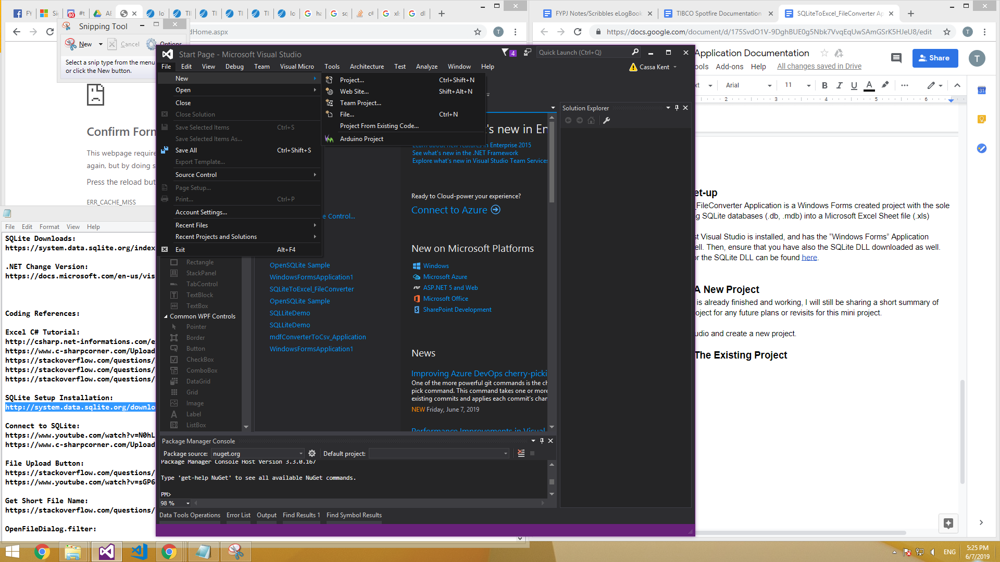 FY
Si
#t
AE
Io
TI
TI
TI
TI
Io
ha
sq
c#
xls
dl
FYPJ Notes/Scribbles eLogBook
TIBCO Spotfire Documentation
SQLiteToExcel_FileConverter Ap
dHome.aspx
T
https://docs.google.com/document/d/175SvdO1V-9DghBUE0g5Nbk7VvqEqUwSAmGSrK5HJeU8/edit
T
Snipping Tool
New
Cancel
Options
Select a snip type from the menu
or click the New button.
Confirm Forn
This webpage require
again, but by doing s
Press the reload but
ERR_CACHE_MISS
Start Page - Microsoft Visual Studio
4
Quick Launch (Ctrl+Q)
File
Edit
View
Debug
Team
Visual Micro
Tools
Architecture
Test
Analyze
Window
Help
Cassa Kent
New
Open
Close
Close Solution
Save Selected Items Ctrl+S
Save Selected Items As...
Save All Ctrl+Shift+S
Export Template...
Source Control
Page Setup...
Print... Ctrl+P
Account Settings...
Recent Files
Recent Projects and Solutions
Exit Alt+F4
Project... Ctrl+Shift+N
Web Site... Shift+Alt+N
Team Project...
File... Ctrl+N
Project From Existing Code...
Arduino Project
's new in En
Learn about new features in Enterprise 2015
See what's new in the .NET Framework
Explore what's new in Visual Studio Team Services
Ready to Cloud-power your experience?
Connect to Azure
e Control...
New on Microsoft Platforms
Windows
Microsoft Azure
ASP.NET 5 and Web
Microsoft Office
SharePoint Development
News
Improving Azure DevOps cherry-picki
One of the more powerful git commands is the ch
pick command. This command takes one or more
existing commits and applies each commit's chan
NEW Friday, June 7, 2019
Performance Improvements in Visual
OpenSQLite Sample
WindowsFormsApplication1
SQLiteToExcel_FileConverter
OpenSQLite Sample
SQLLiteDemo
SQLLiteDemo
mdfConverterToCsv_Application
WindowsFormsApplication1
Rectangle
StackPanel
TabControl
TextBlock
TextBox
Common WPF Controls
Pointer
Border
Button
CheckBox
ComboBox
DataGrid
Grid
Image
Label
ListBox
Solution Explorer
Package Manager Console
Package source: nuget.org
Default project:
Package Manager Console Host Version 3.3.0.167
Type 'get-help NuGet' to see all available NuGet commands.
PM>
98 %
Data Tools Operations
Error List
Output
Find Results 1
Find Symbol Results
File
Edit
Format
View
Help
SQLite Downloads:
https://system.data.sqlite.org/index
.NET Change Version:
https://docs.microsoft.com/en-us/vis
Coding References:
Excel C# Tutorial:
http://csharp.net-informations.com/e
https://www.c-sharpcorner.com/Upload
https://stackoverflow.com/questions/
https://stackoverflow.com/questions/
https://stackoverflow.com/questions/
SQLite Setup Installation:
http://system.data.sqlite.org/downlo
Connect to SQLite:
https://www.youtube.com/watch?v=N0hL
https://www.c-sharpcorner.com/Upload
File Upload Button:
https://stackoverflow.com/questions/
https://www.youtube.com/watch?v=sGP6
Get Short File Name:
https://stackoverflow.com/questions/
OpenFileDialog.filter:
Application Documentation
ools
Add-ons
Help
All changes saved in Drive
Share
T
xt
Arial
11
B
I
U
A
1 2 3 4 5 6
31
et-up
_FileConverter Application is a Windows Forms created project with the sole
g SQLite databases (.db, .mdb) into a Microsoft Excel Sheet file (.xls)
st Visual Studio is installed, and has the “Windows Forms” Application
ell. Then, ensure that you have also the SQLite DLL downloaded as well.
or the SQLite DLL can be found here.
A New Project
is already finished and working, I will still be sharing a short summary of
oject for any future plans or revisits for this mini project.
udio and create a new project.
The Existing Project
ENG
5:25 PM
6/7/2019